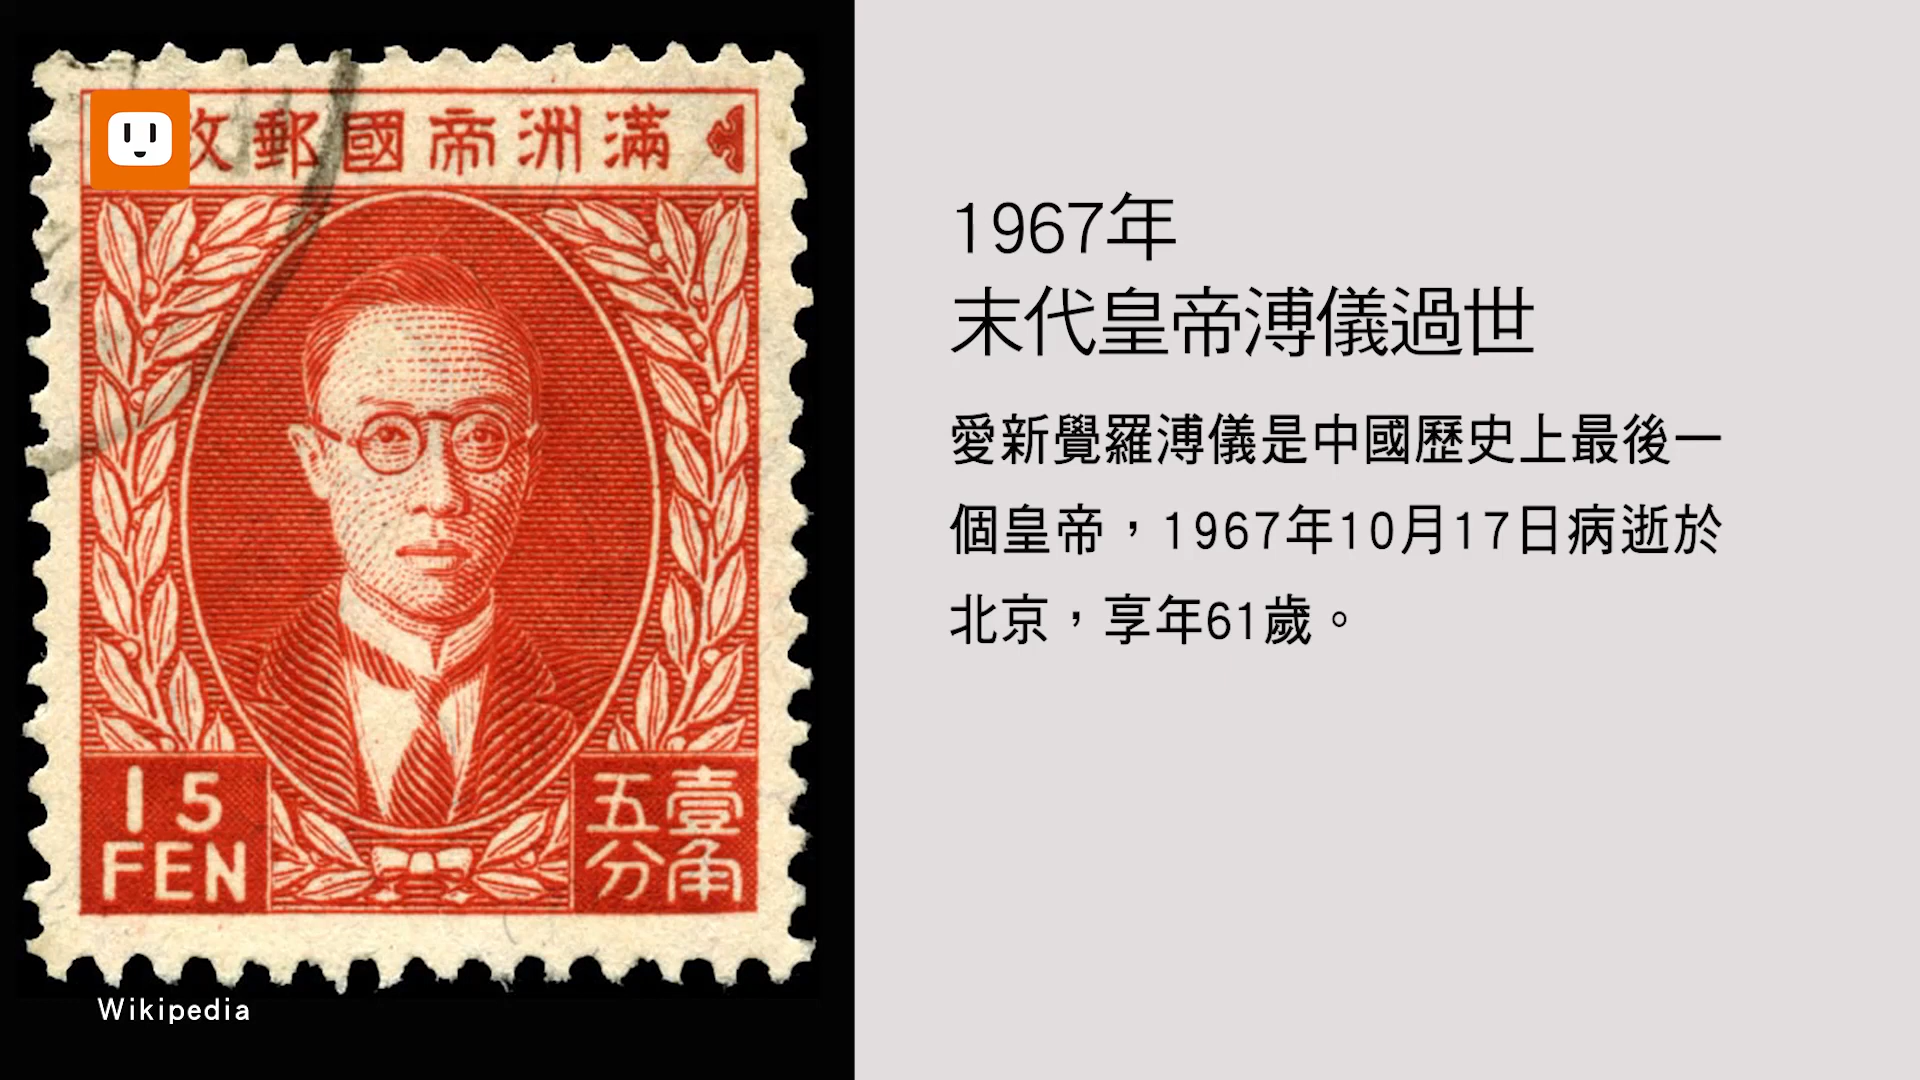 滿洲帝國郵政
15
FEN
壹角
五分
Wikipedia
1967年
末代皇帝溥儀過世
愛新覺羅溥儀是中國歷史上最後一
個皇帝，1967年10月17日病逝於
北京，享年61歲。